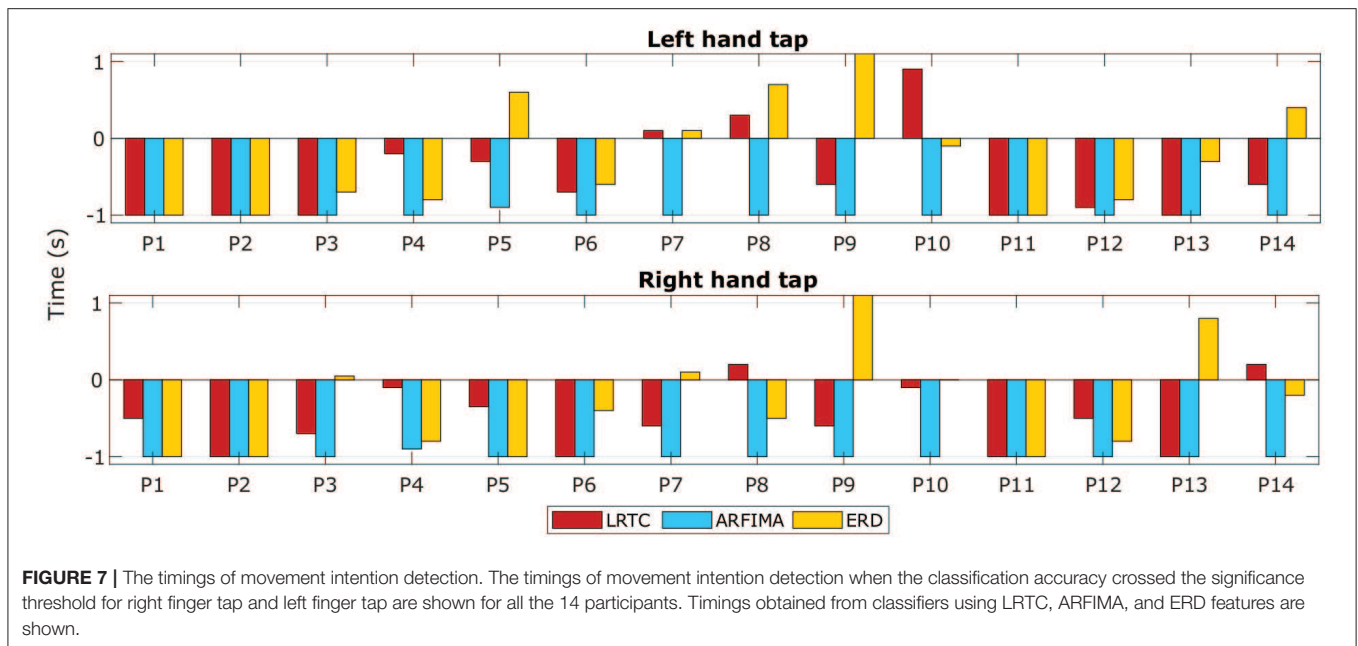 Left hand tap
1
0
-1
P1 P2 P3 P4 P5 P6 P7 P8 P9 P10 P11 P12 P13 P14
Time (s)
Right hand tap
1
0
-1
P1 P2 P3 P4 P5 P6 P7 P8 P9 P10 P11 P12 P13 P14
LRTC ARFIMA ERD
FIGURE 7 | The timings of movement intention detection. The timings of movement intention detection when the classification accuracy crossed the significance
threshold for right finger tap and left finger tap are shown for all the 14 participants. Timings obtained from classifiers using LRTC, ARFIMA, and ERD features are
shown.